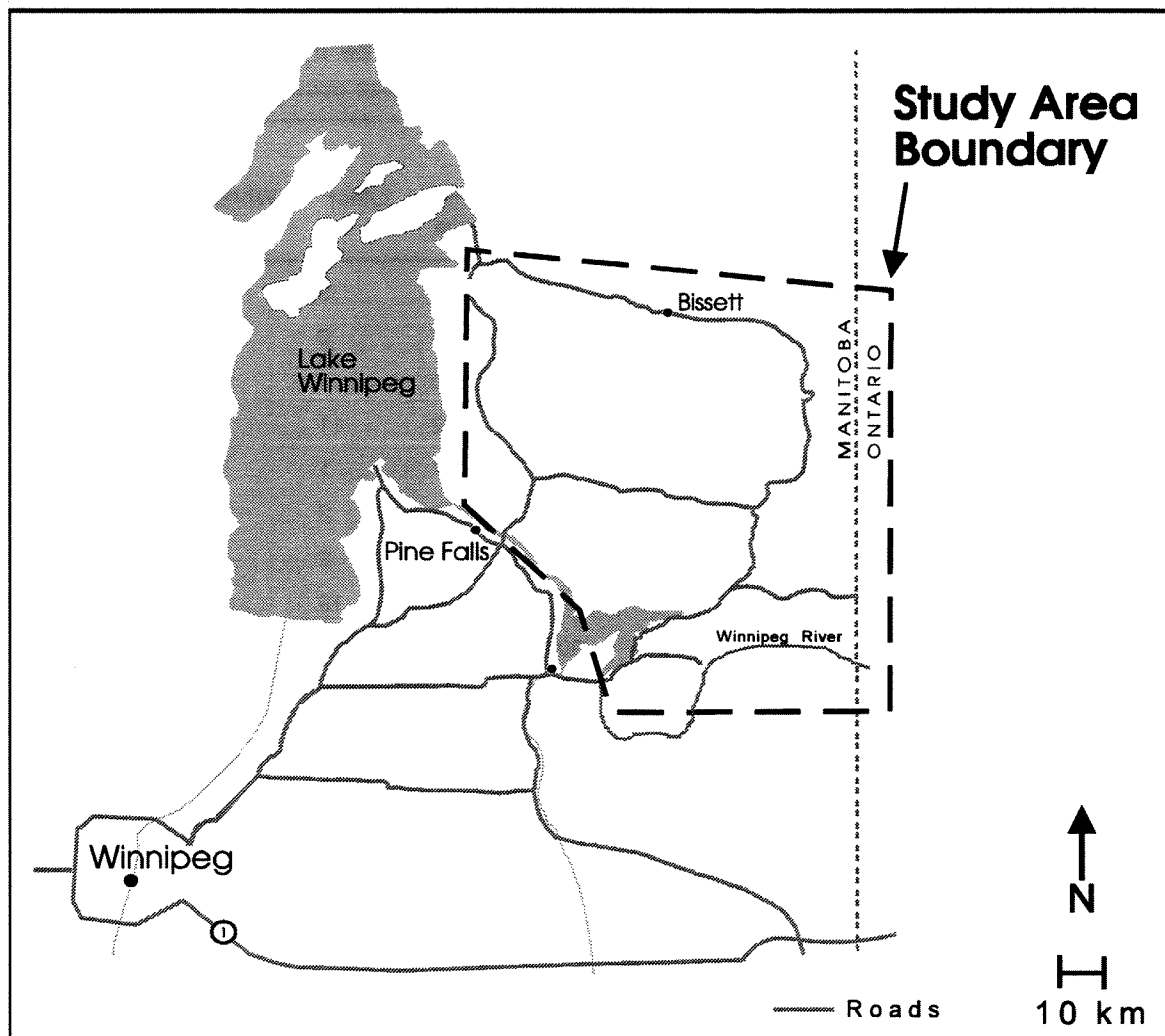 Study Area
Boundary
Bissett
MANITOBA
ONTARIO
Lake
Winnipeg
Pine Falls
Winnipeg River
Winnipeg
1
N
Roads
10 km